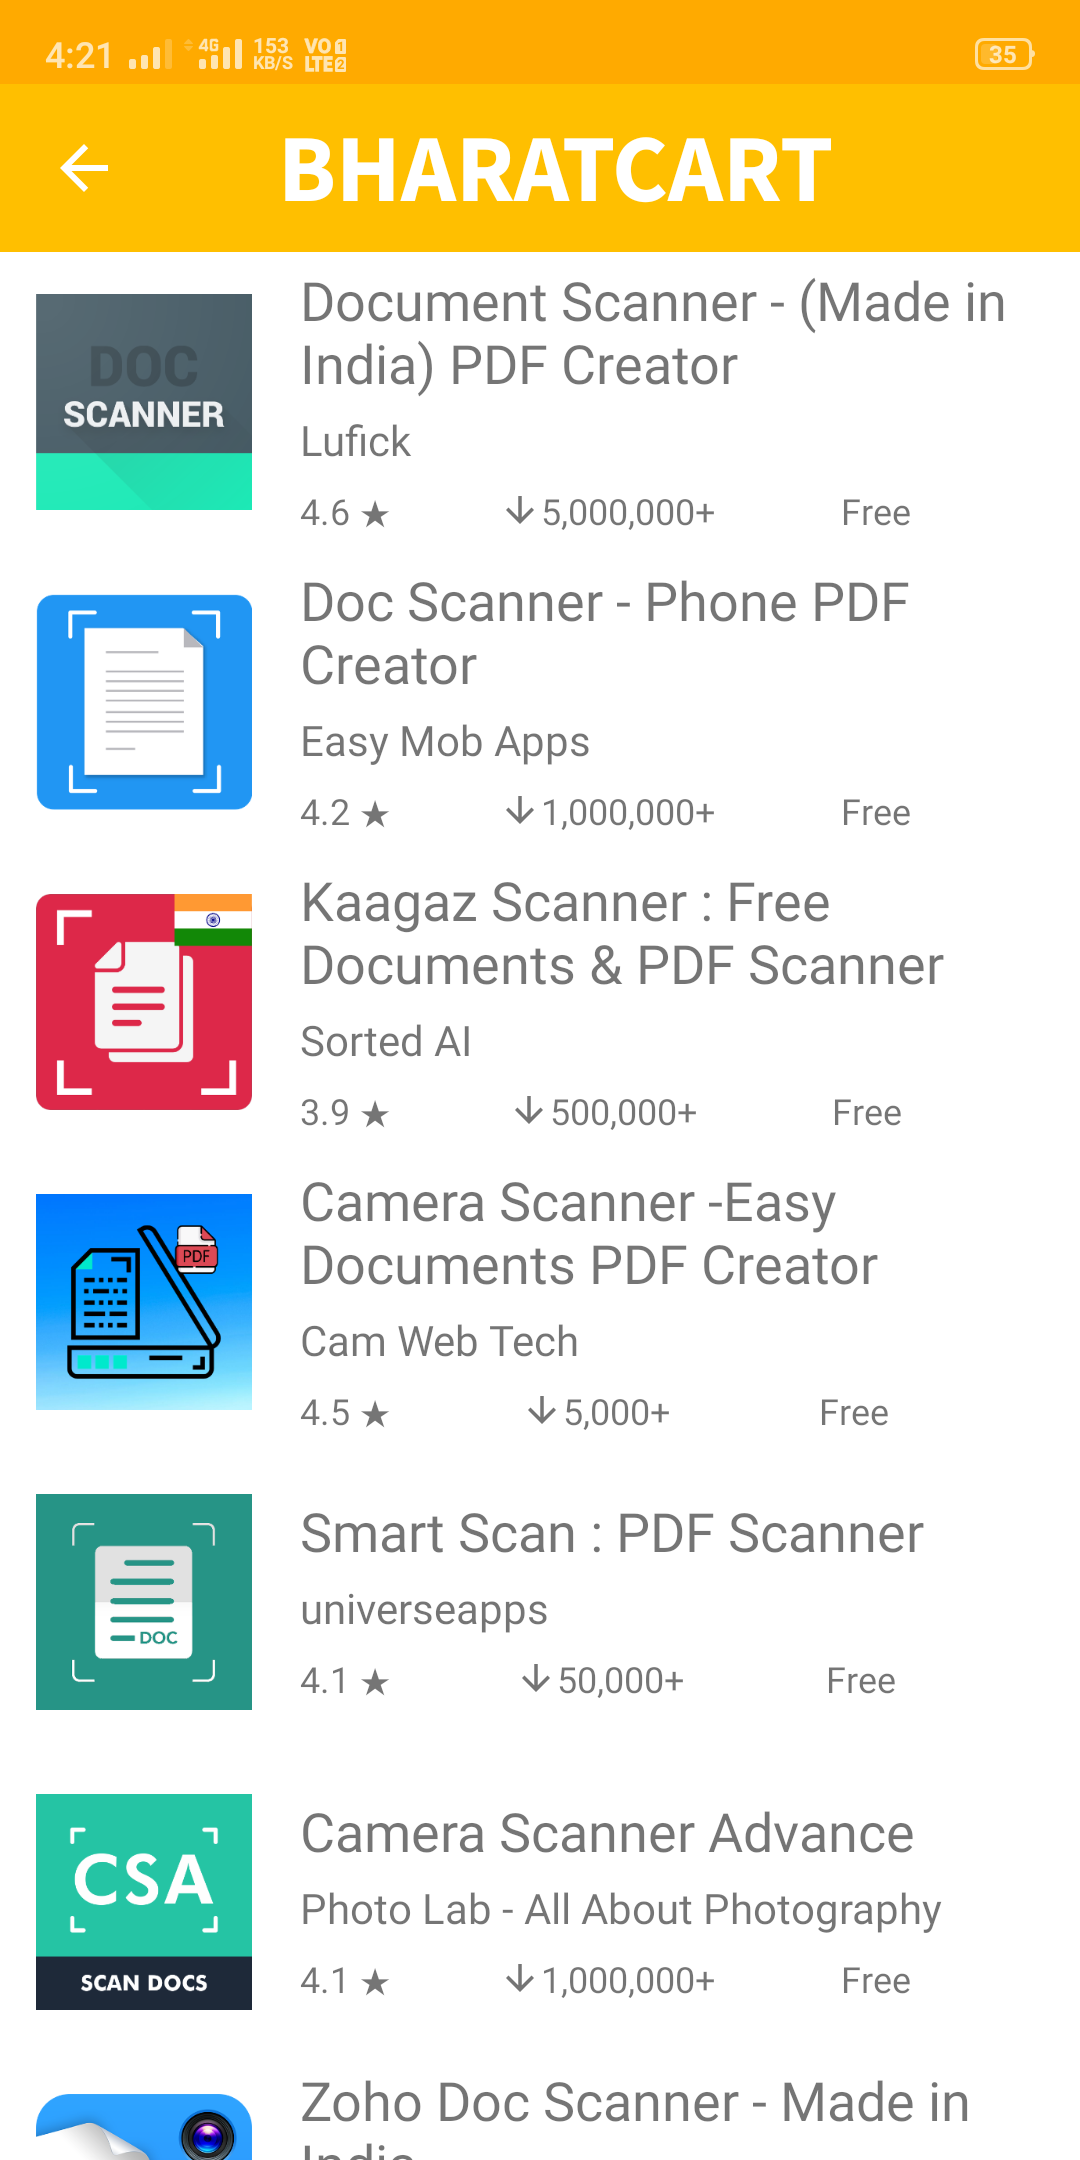 4:21 4G 153 KB/S VO LTE 1 2 35
BHARATCART
DOC
SCANNER
Document Scanner - (Made in
India) PDF Creator
Lufick
4.6 ★ ↓ 5,000,000+ Free
Doc Scanner - Phone PDF
Creator
Easy Mob Apps
4.2 ★ ↓ 1,000,000+ Free
Kaagaz Scanner : Free
Documents & PDF Scanner
Sorted AI
3.9 ★ ↓ 500,000+ Free
PDF
Camera Scanner -Easy
Documents PDF Creator
Cam Web Tech
4.5 ★ ↓ 5,000+ Free
DOC
Smart Scan : PDF Scanner
universeapps
4.1 ★ ↓ 50,000+ Free
CSA
SCAN DOCS
Camera Scanner Advance
Photo Lab - All About Photography
4.1 ★ ↓ 1,000,000+ Free
Zoho Doc Scanner - Made in